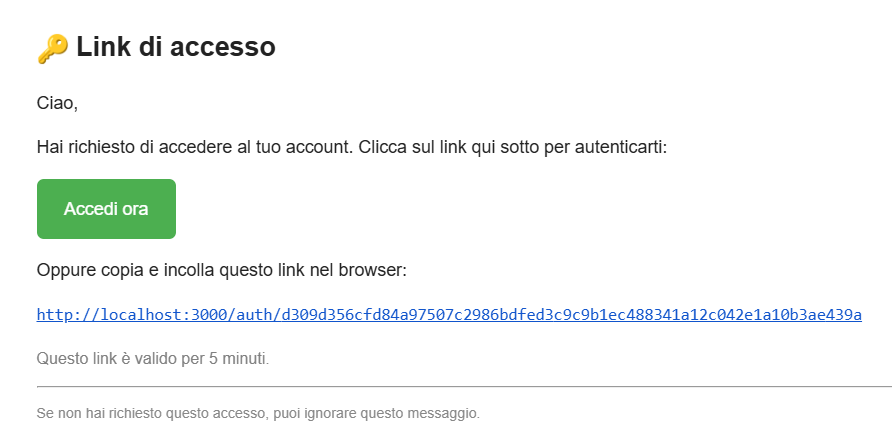 🔑 Link di accesso
Ciao,
Hai richiesto di accedere al tuo account. Clicca sul link qui sotto per autenticarti:
Accedi ora
Oppure copia e incolla questo link nel browser:
http://localhost:3000/auth/d309d356cfd84a97507c2986bdfed3c9c9b1ec488341a12c042e1a10b3ae439a
Questo link è valido per 5 minuti.
Se non hai richiesto questo accesso, puoi ignorare questo messaggio.